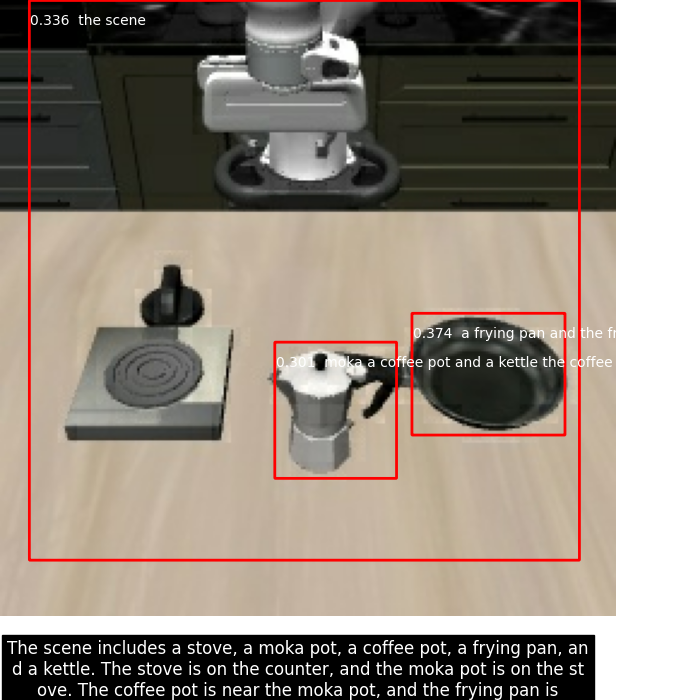 0.336  the scene
0.374  a frying pan and the fr
0.301  moka a coffee pot and a kettle the coffee
The scene includes a stove, a moka pot, a coffee pot, a frying pan, an
d a kettle. The stove is on the counter, and the moka pot is on the st
ove. The coffee pot is near the moka pot, and the frying pan is